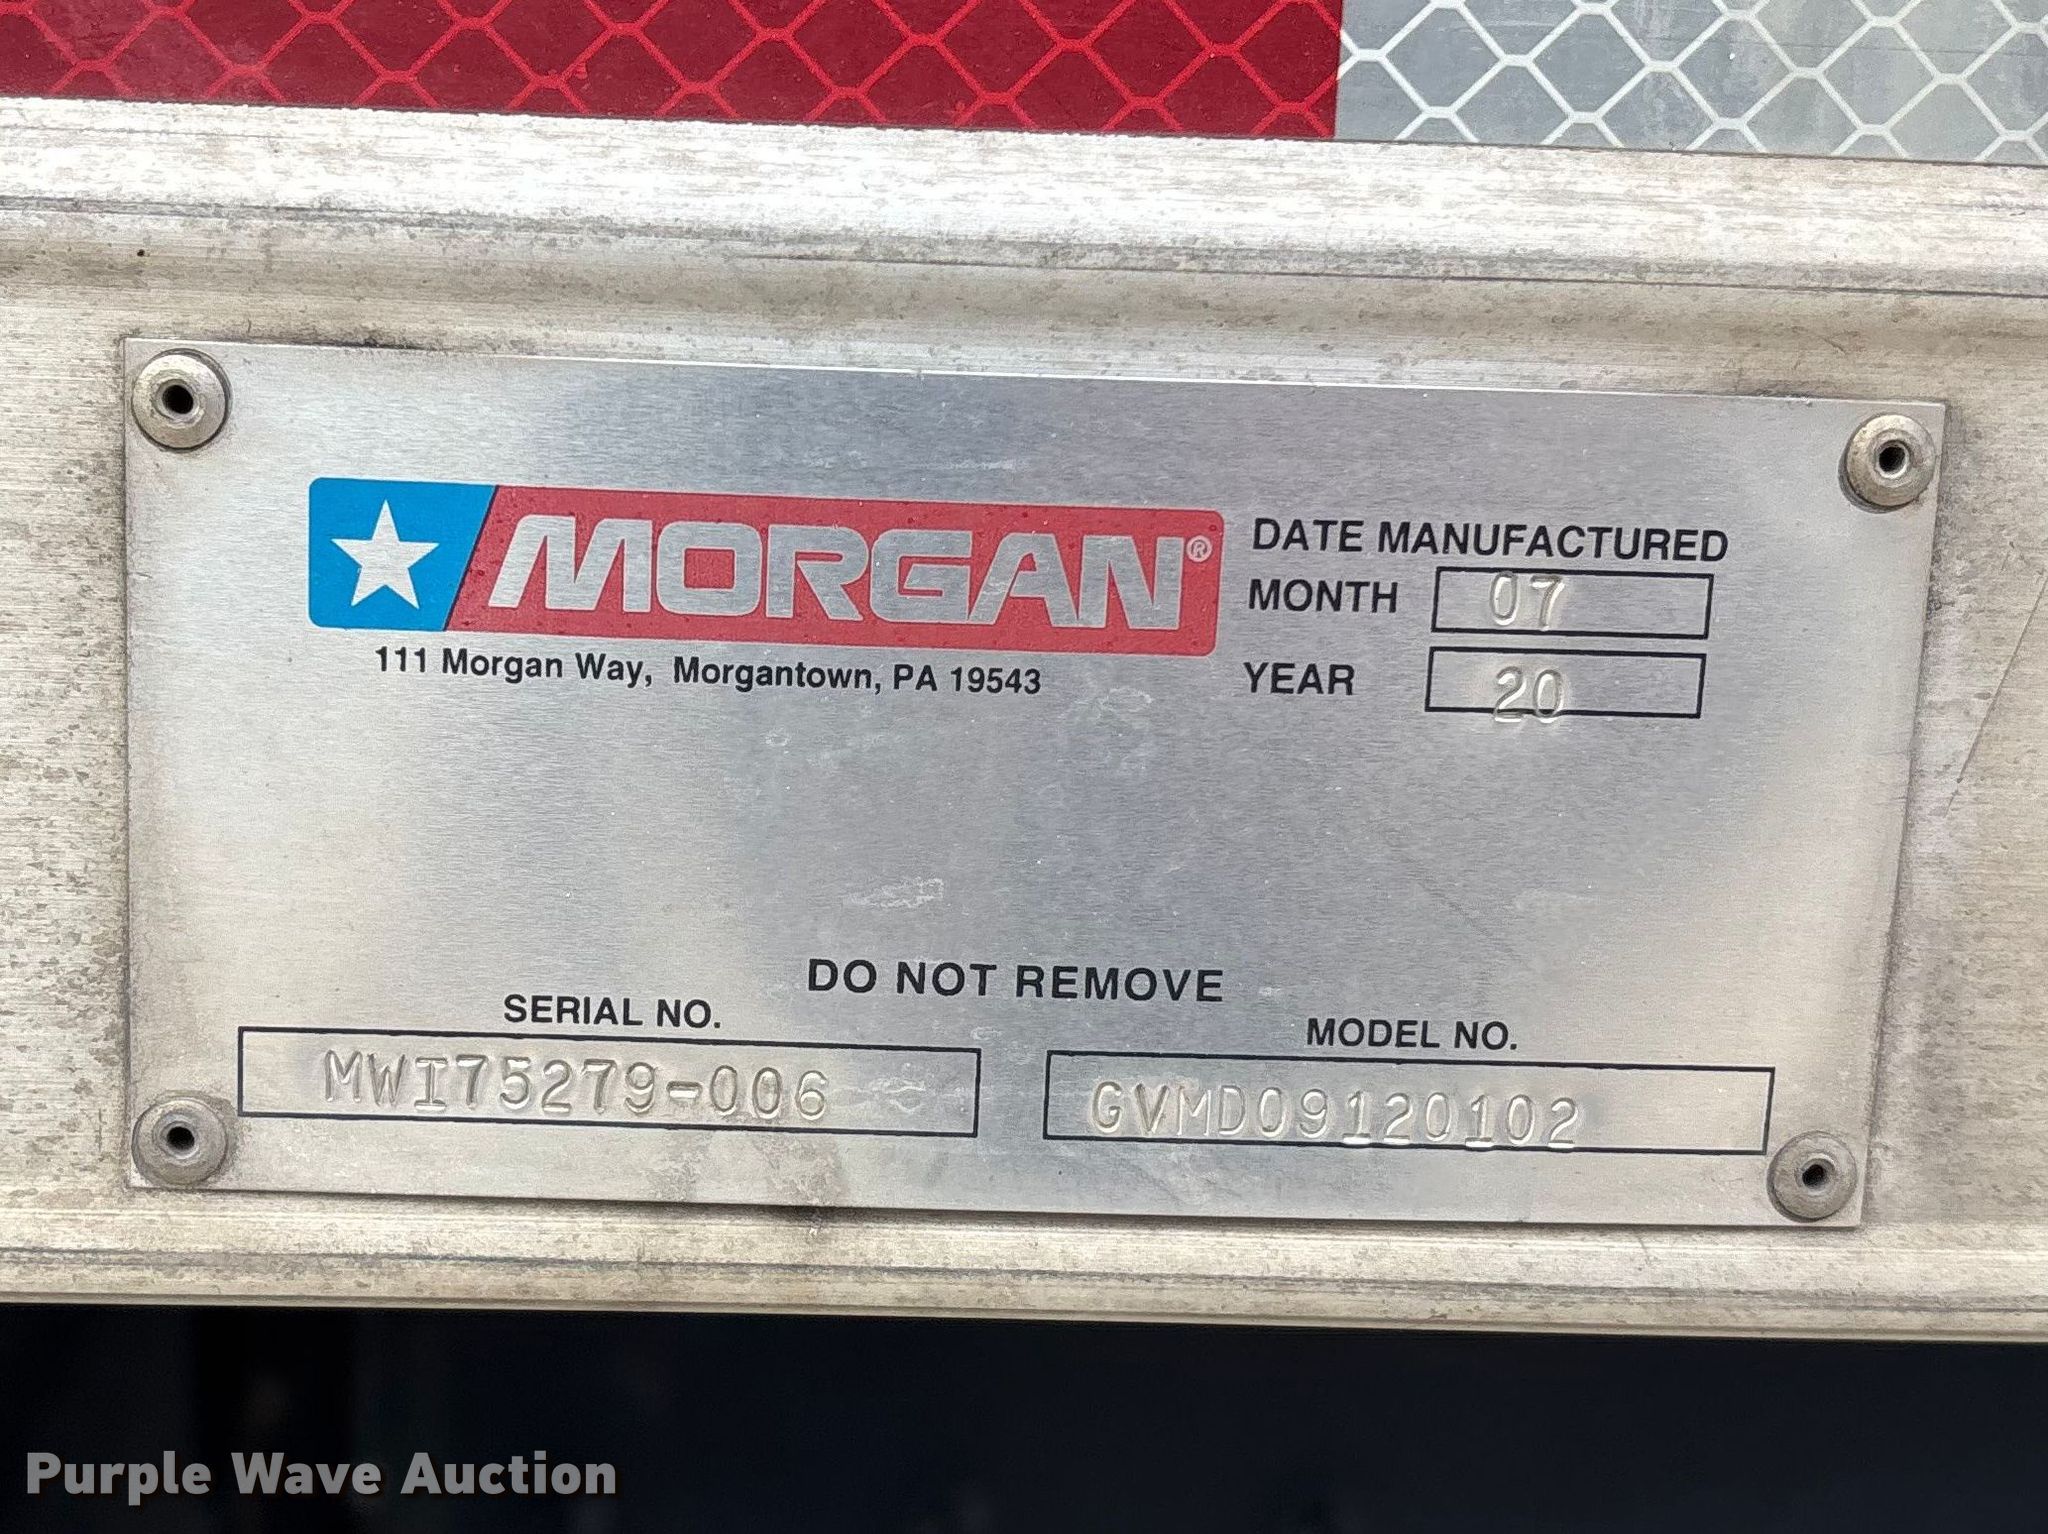 MORGAN®
111 Morgan Way, Morgantown, PA 19543
DATE MANUFACTURED
MONTH 07
YEAR 20
DO NOT REMOVE
SERIAL NO.
MWI75279-006
MODEL NO.
GVMD09120102
Purple Wave Auction